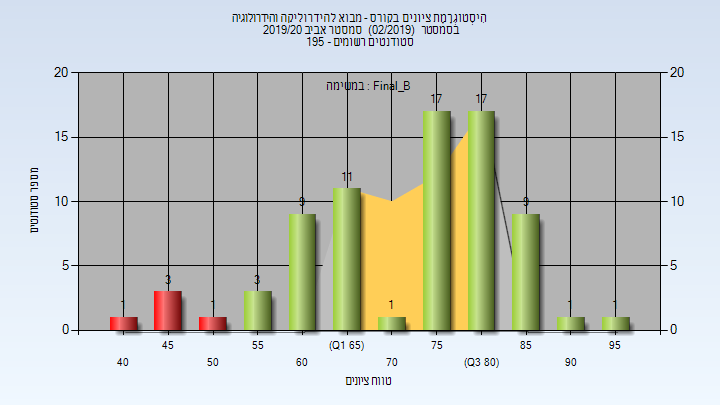 היסטוגרמת ציונים בקורס - מבוא להידרוליקה והידרולוגיה
בסמסטר (02/2019) סמסטר אביב 2019/20
סטודנטים רשומים - 195
במשימה : Final_B
20 20
15 15
10 10
5 5
0 0
מספר סטודנטים
1 3 1 3 9 11 1 17 17 9 1 1
45 55 (Q1 65) 75 85 95
40 50 60 70 (Q3 80) 90
טווח ציונים